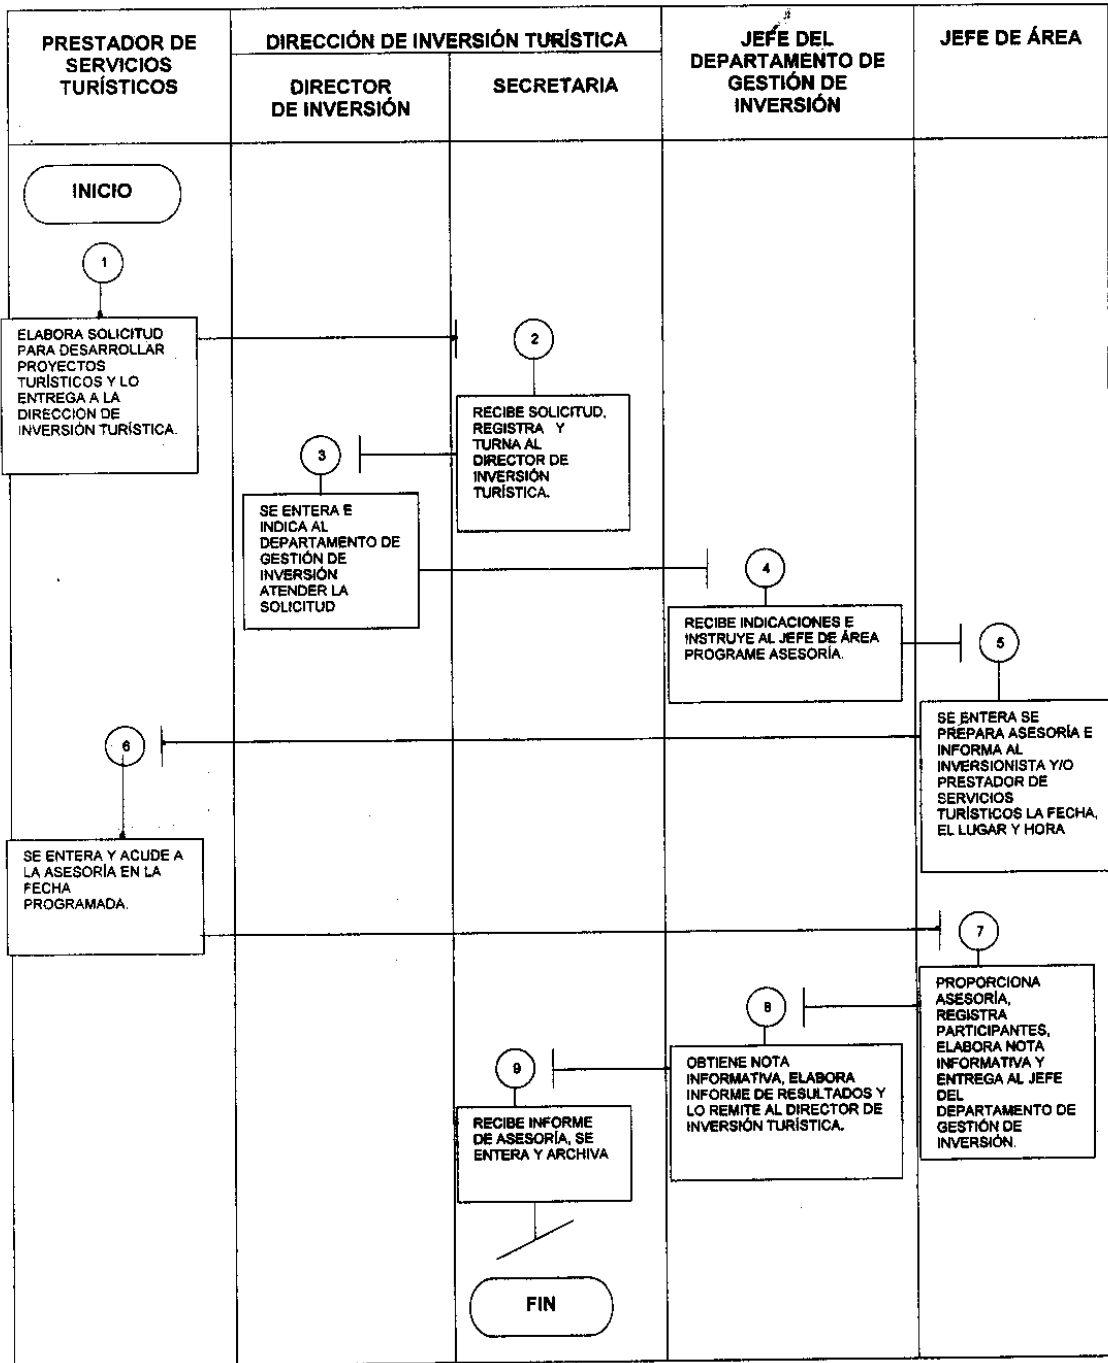 PRESTADOR DE
SERVICIOS
TURÍSTICOS
DIRECCIÓN DE INVERSIÓN TURÍSTICA
DIRECTOR
DE INVERSIÓN
SECRETARIA
JEFE DEL
DEPARTAMENTO DE
GESTIÓN DE
INVERSIÓN
JEFE DE ÁREA
INICIO
1
ELABORA SOLICITUD
PARA DESARROLLAR
PROYECTOS
TURÍSTICOS Y LO
ENTREGA A LA
DIRECCIÓN DE
INVERSIÓN TURÍSTICA.
2
RECIBE SOLICITUD,
REGISTRA Y
TURNA AL
DIRECTOR DE
INVERSIÓN
TURÍSTICA.
3
SE ENTERA E
INDICA AL
DEPARTAMENTO DE
GESTIÓN DE
INVERSIÓN
ATENDER LA
SOLICITUD
4
RECIBE INDICACIONES E
INSTRUYE AL JEFE DE ÁREA
PROGRAME ASESORÍA.
5
SE ENTERA SE
PREPARA ASESORÍA E
INFORMA AL
INVERSIONISTA Y/O
PRESTADOR DE
SERVICIOS
TURÍSTICOS LA FECHA,
EL LUGAR Y HORA
6
SE ENTERA Y ACUDE A
LA ASESORÍA EN LA
FECHA
PROGRAMADA.
7
PROPORCIONA
ASESORÍA,
REGISTRA
PARTICIPANTES,
ELABORA NOTA
INFORMATIVA Y
ENTREGA AL JEFE
DEL
DEPARTAMENTO DE
GESTIÓN DE
INVERSIÓN.
8
OBTIENE NOTA
INFORMATIVA, ELABORA
INFORME DE RESULTADOS Y
LO REMITE AL DIRECTOR DE
INVERSIÓN TURÍSTICA.
9
RECIBE INFORME
DE ASESORÍA, SE
ENTERA Y ARCHIVA
FIN